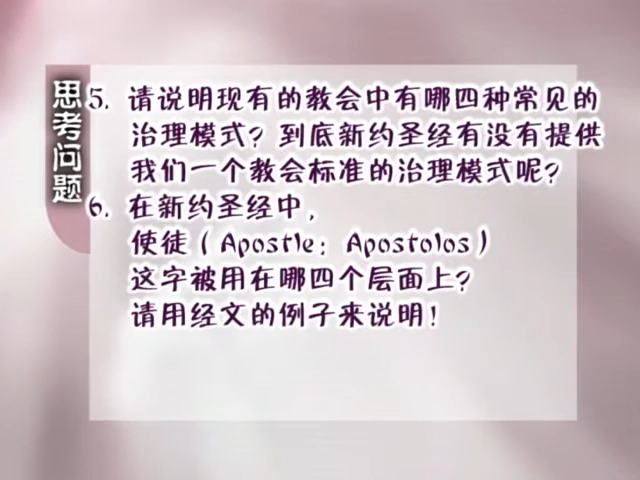 思考问题
5. 请说明现有的教会中有哪四种常见的
治理模式？到底新约圣经有没有提供
我们一个教会标准的治理模式呢？
6. 在新约圣经中，
使徒（Apostle：Apostolos）
这字被用在哪四个层面上？
请用经文的例子来说明！